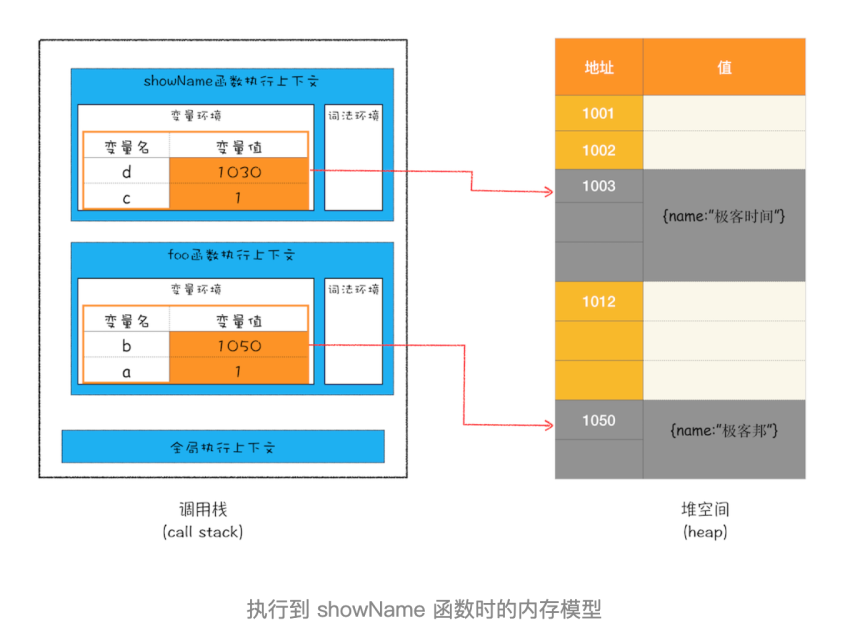 showName函数执行上下文
变量环境
词法环境
变量名 变量值
d 1030
c 1
foo函数执行上下文
变量环境
词法环境
变量名 变量值
b 1050
a 1
全局执行上下文
调用栈
(call stack)
地址 值
1001
1002
1003
{name:"极客时间"}
1012
1050
{name:"极客邦"}
堆空间
(heap)
执行到 showName 函数时的内存模型